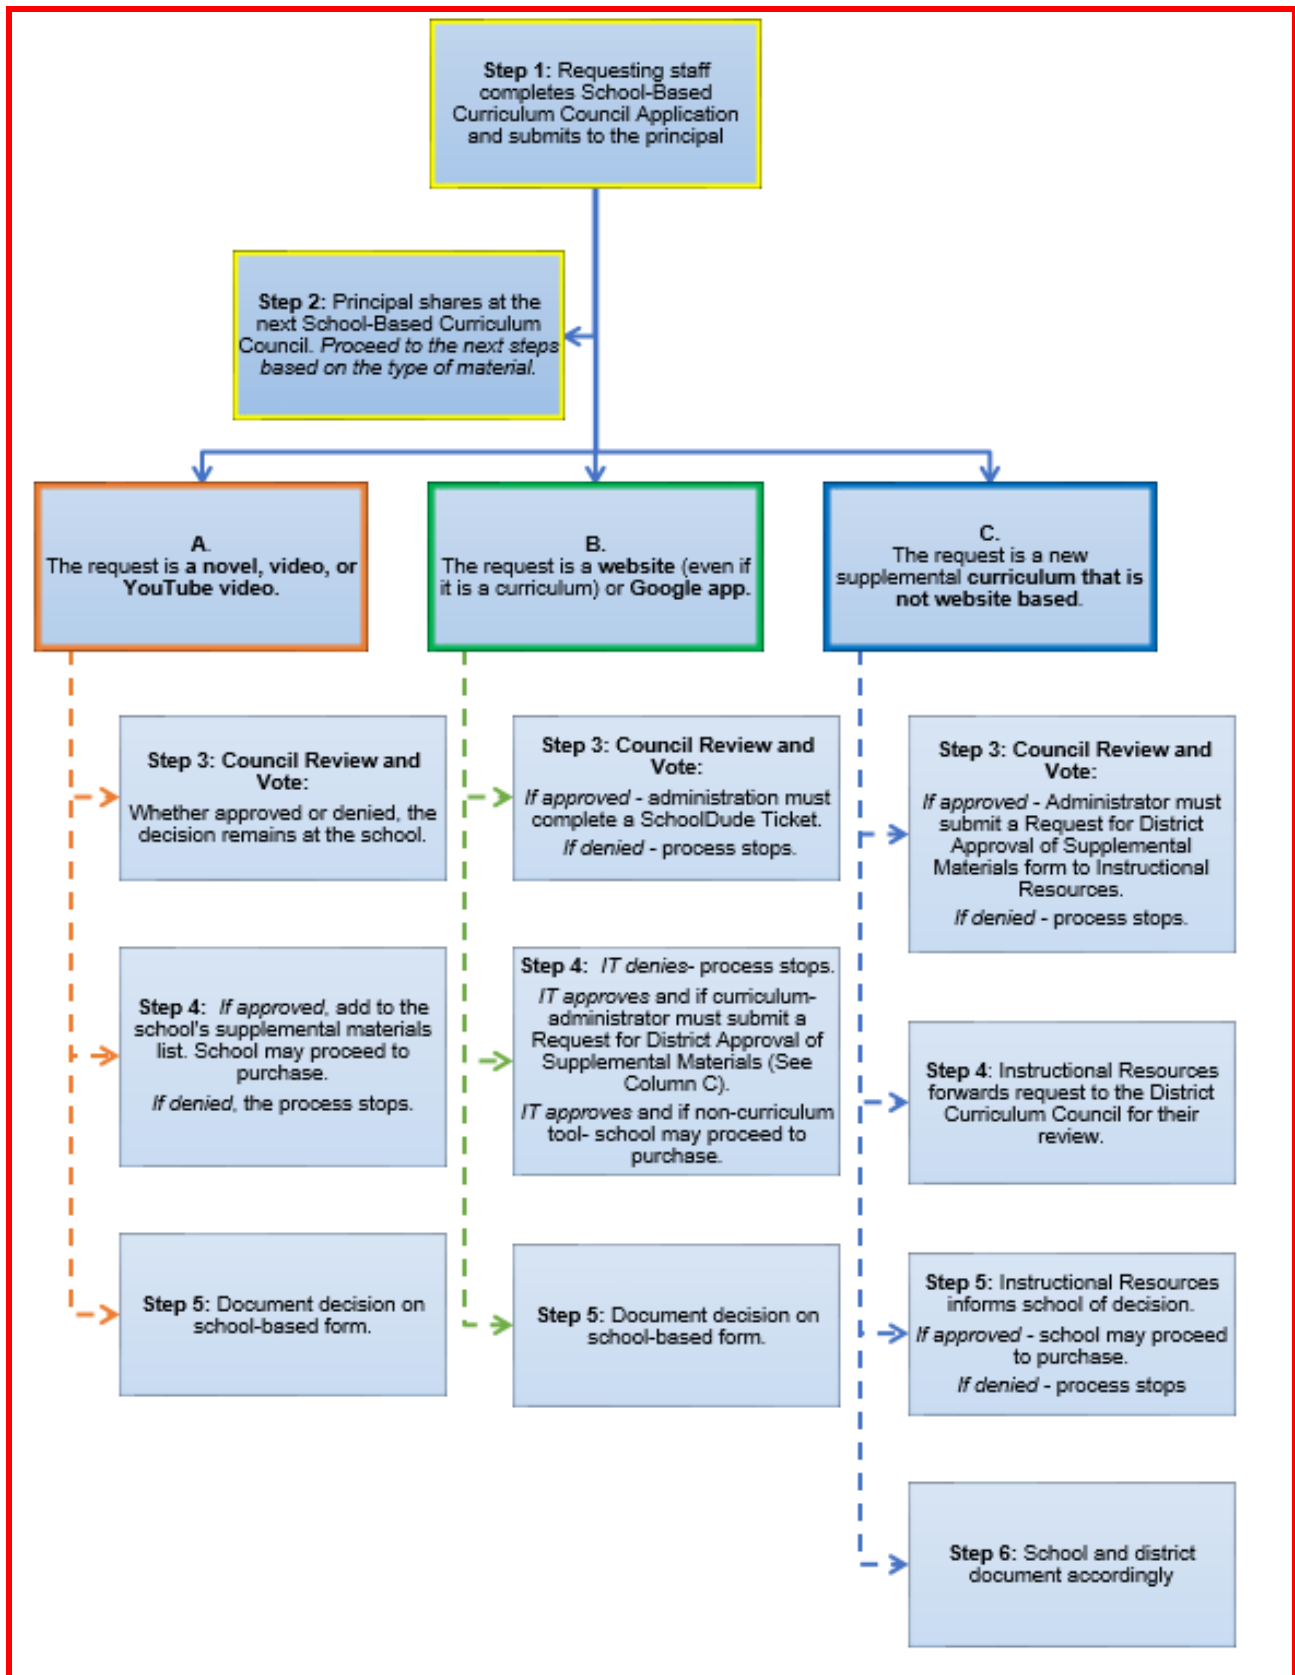 Step 1: Requesting staff
completes School-Based
Curriculum Council Application
and submits to the principal
Step 2: Principal shares at the
next School-Based Curriculum
Council. Proceed to the next steps
based on the type of material.
A.
The request is a novel, video, or
YouTube video.
B.
The request is a website (even if
it is a curriculum) or Google app.
C.
The request is a new
supplemental curriculum that is
not website based.
Step 3: Council Review and
Vote:
Whether approved or denied, the
decision remains at the school.
Step 4: If approved, add to the
school's supplemental materials
list. School may proceed to
purchase.
If denied, the process stops.
Step 5: Document decision on
school-based form.
Step 3: Council Review and
Vote:
If approved - administration must
complete a SchoolDude Ticket.
If denied - process stops.
Step 4: IT denies- process stops.
IT approves and if curriculum-
administrator must submit a
Request for District Approval of
Supplemental Materials (See
Column C).
IT approves and if non-curriculum
tool- school may proceed to
purchase.
Step 5: Document decision on
school-based form.
Step 3: Council Review and
Vote:
If approved - Administrator must
submit a Request for District
Approval of Supplemental
Materials form to Instructional
Resources.
If denied - process stops.
Step 4: Instructional Resources
forwards request to the District
Curriculum Council for their
review.
Step 5: Instructional Resources
informs school of decision.
If approved - school may proceed
to purchase.
If denied - process stops
Step 6: School and district
document accordingly